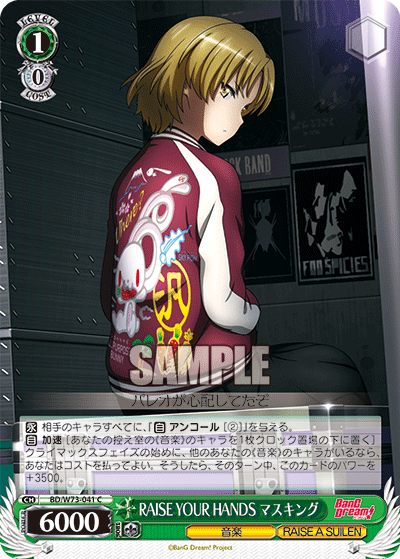 LEVEL
1
0
COST
MUS
ROCK BAND
FOO SPICIES
汎
ALL PURPOSE
BUNNY
SAMPLE
パレオが心配してたぞ
永 相手のキャラすべてに、『自 アンコール [②]』を与える。
自 加速 [あなたの控え室の《音楽》のキャラを1枚クロック置場の下に置く]
クライマックスフェイズの始めに、他のあなたの《音楽》のキャラがいるなら、
あなたはコストを払ってよい。そうしたら、そのターン中、このカードのパワーを
+3500。
CH BD/W73-041 C
POWER
6000
RAISE YOUR HANDS マスキング
BanG Dream!
音楽
RAISE A SUILEN
©BanG Dream! Project